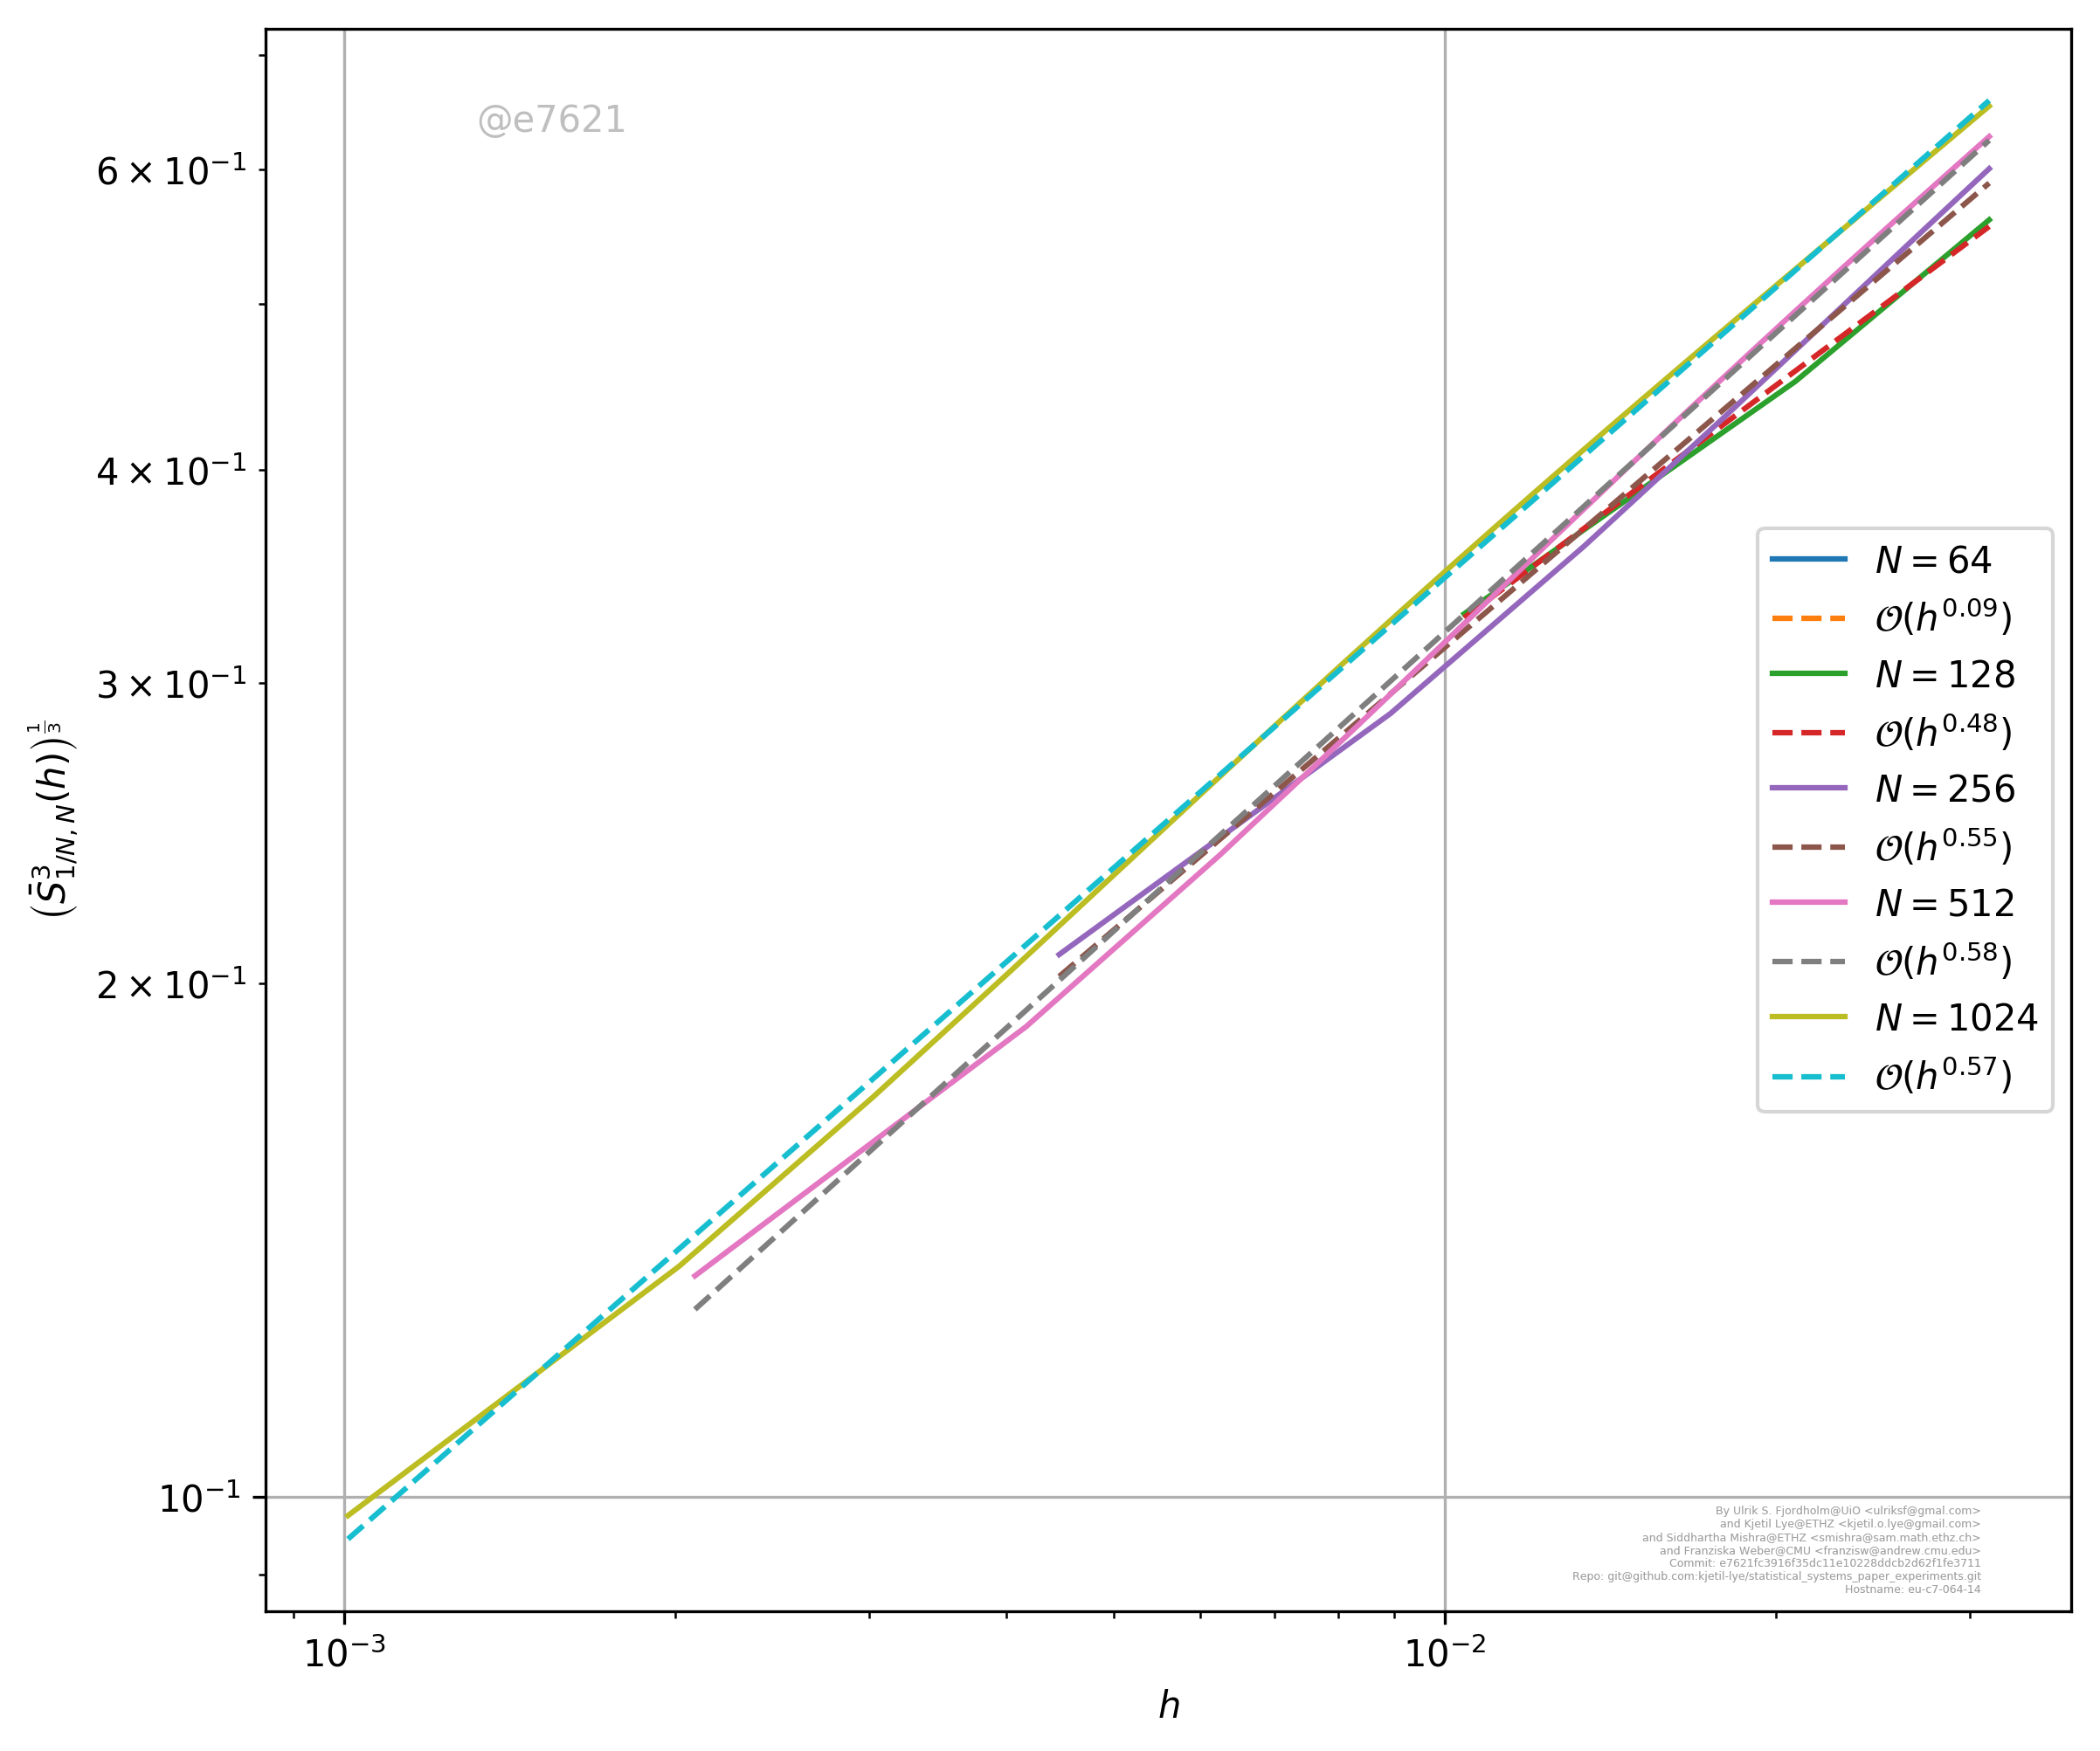 @e7621
6 × 10⁻¹
4 × 10⁻¹
3 × 10⁻¹
2 × 10⁻¹
10⁻¹
(S̄³₁/N, N(h))^(1/3)
N = 64
𝒪(h^0.09)
N = 128
𝒪(h^0.48)
N = 256
𝒪(h^0.55)
N = 512
𝒪(h^0.58)
N = 1024
𝒪(h^0.57)
By Ulrik S. Fjordholm@UiO <ulriksf@gmal.com>
and Kjetil Lye@ETHZ <kjetil.o.lye@gmail.com>
and Siddhartha Mishra@ETHZ <smishra@sam.math.ethz.ch>
and Franziska Weber@CMU <franzisw@andrew.cmu.edu>
Commit: e7621fc3916f35dc11e10228ddcb2d62f1fe3711
Repo: git@github.com:kjetil-lye/statistical_systems_paper_experiments.git
Hostname: eu-c7-064-14
10⁻³
10⁻²
h